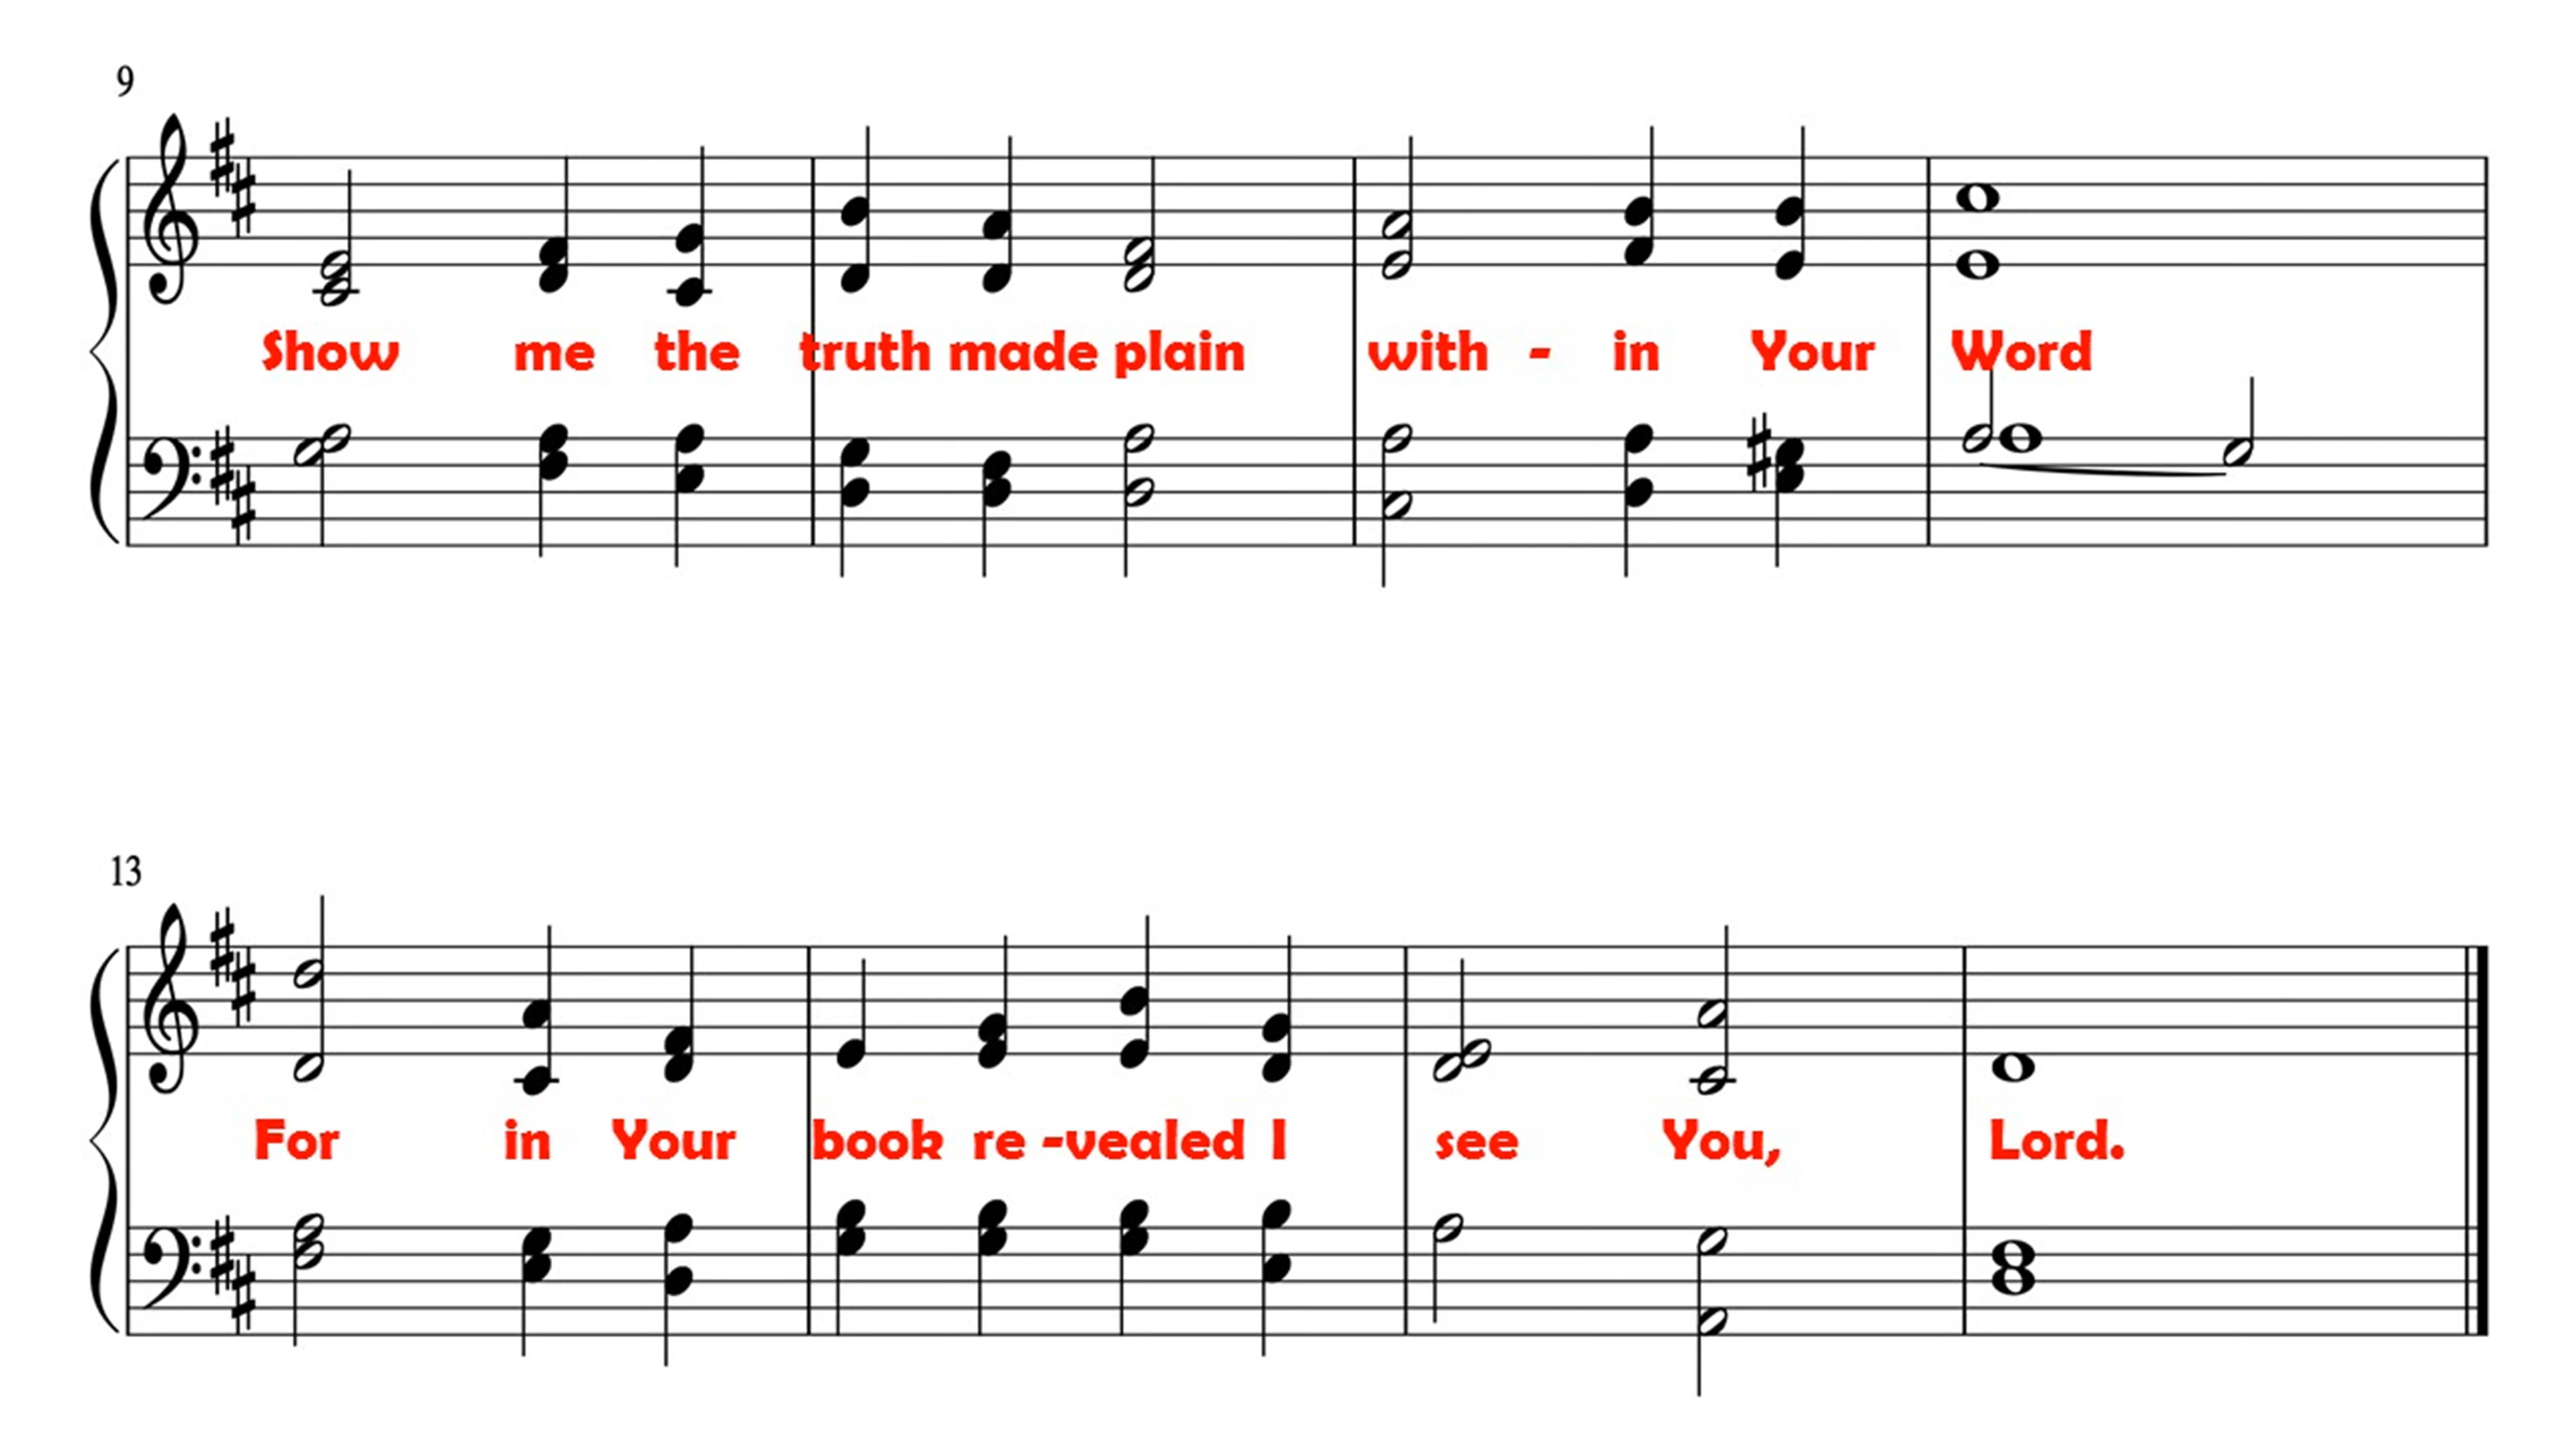 9
Show me the truth made plain with - in Your Word
13
For in Your book re -vealed I see You, Lord.